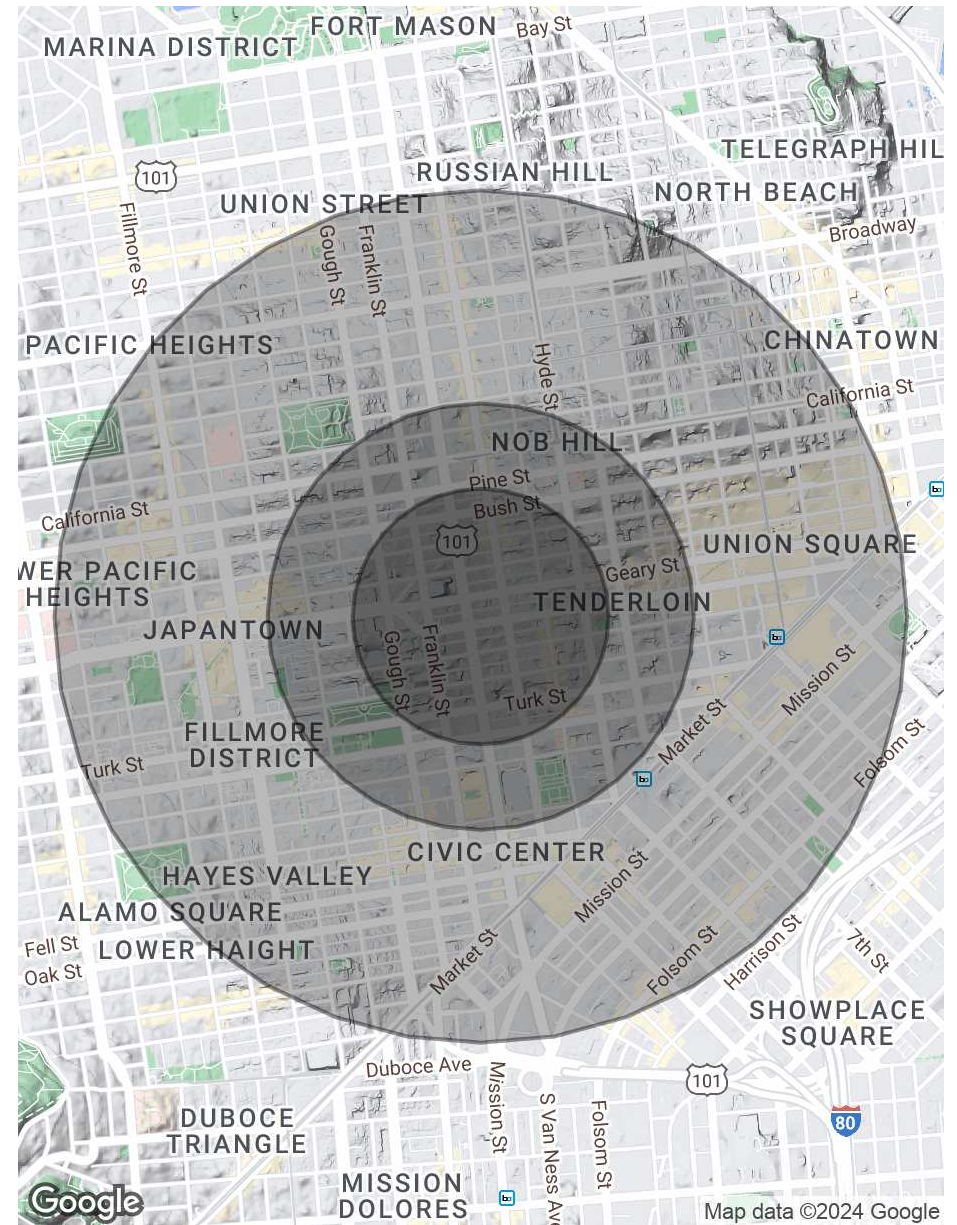 FORT MASON
Bay St
MARINA DISTRICT
TELEGRAPH HIL
101
RUSSIAN HILL
NORTH BEACH
UNION STREET
Fillmore St
Gough St
Franklin St
Broadway
PACIFIC HEIGHTS
CHINATOWN
Hyde St
California St
NOB HILL
Pine St
Bush St
California St
101
UNION SQUARE
WER PACIFIC
HEIGHTS
Geary St
TENDERLOIN
JAPANTOWN
Gough St
Franklin St
Mission St
Turk St
Market St
FILLMORE
DISTRICT
Turk St
Folsom St
CIVIC CENTER
HAYES VALLEY
Mission St
ALAMO SQUARE
Fell St
LOWER HAIGHT
Oak St
Market St
Folsom St
Harrison St
7th St
SHOWPLACE
SQUARE
Duboce Ave
101
Mission St
S Van Ness Av
Folsom St
80
DUBOCE
TRIANGLE
MISSION
DOLORES
Google
Map data ©2024 Google